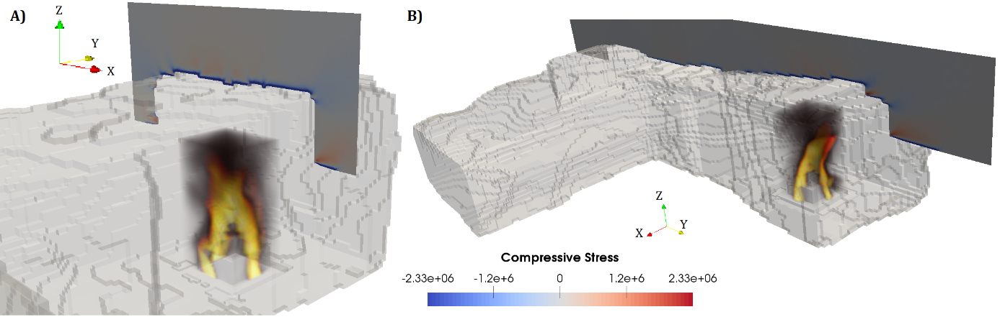 A)
Z
Y
X
B)
Z
X
Y
Compressive Stress
-2.33e+06 -1.2e+6 0 1.2e+6 2.33e+06